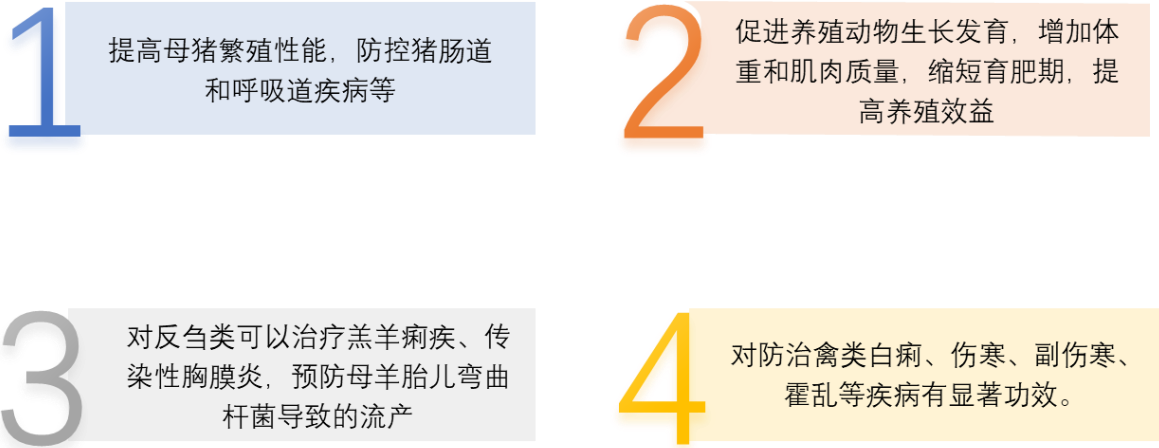 1
提高母猪繁殖性能，防控猪肠道
和呼吸道疾病等
2
促进养殖动物生长发育，增加体
重和肌肉质量，缩短育肥期，提
高养殖效益
3
对反刍类可以治疗羔羊痢疾、传
染性胸膜炎，预防母羊胎儿弯曲
杆菌导致的流产
4
对防治禽类白痢、伤寒、副伤寒、
霍乱等疾病有显著功效。